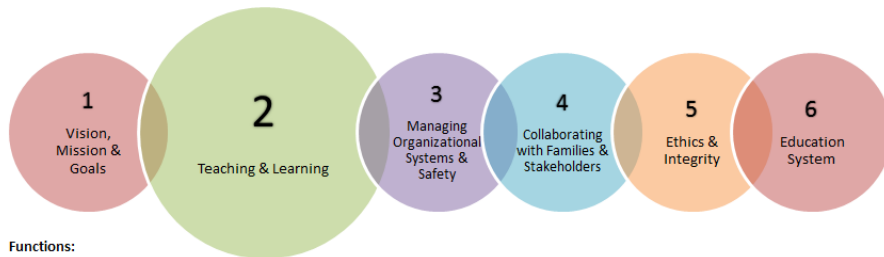 1
Vision,
Mission &
Goals
2
Teaching & Learning
3
Managing
Organizational
Systems &
Safety
4
Collaborating
with Families &
Stakeholders
5
Ethics &
Integrity
6
Education
System
Functions: